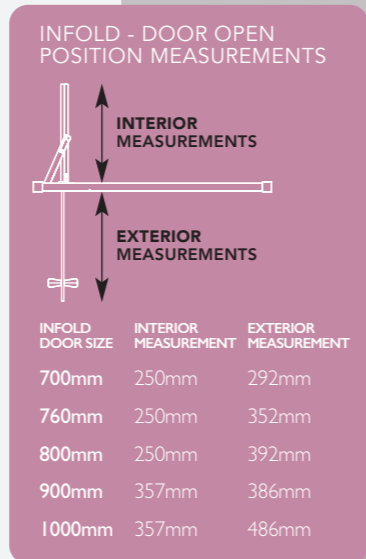 INFOLD - DOOR OPEN
POSITION MEASUREMENTS
INTERIOR
MEASUREMENTS
EXTERIOR
MEASUREMENTS
INFOLD INTERIOR EXTERIOR
DOOR SIZE MEASUREMENT MEASUREMENT
700mm 250mm 292mm
760mm 250mm 352mm
800mm 250mm 392mm
900mm 357mm 386mm
1000mm 357mm 486mm